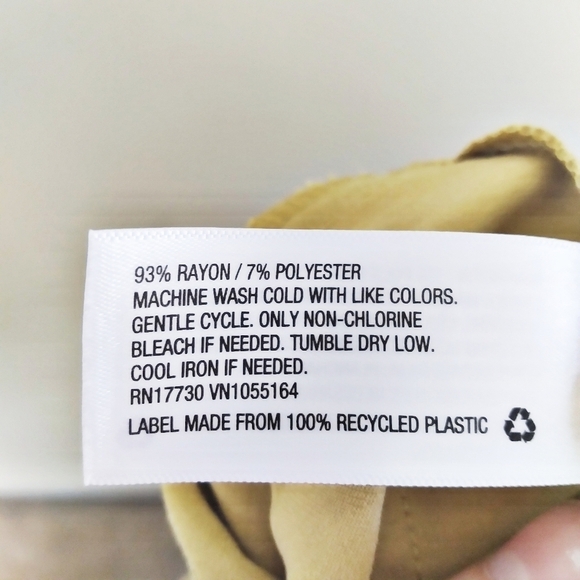 93% RAYON / 7% POLYESTER
MACHINE WASH COLD WITH LIKE COLORS.
GENTLE CYCLE. ONLY NON-CHLORINE
BLEACH IF NEEDED. TUMBLE DRY LOW.
COOL IRON IF NEEDED.
RN17730 VN1055164
LABEL MADE FROM 100% RECYCLED PLASTIC